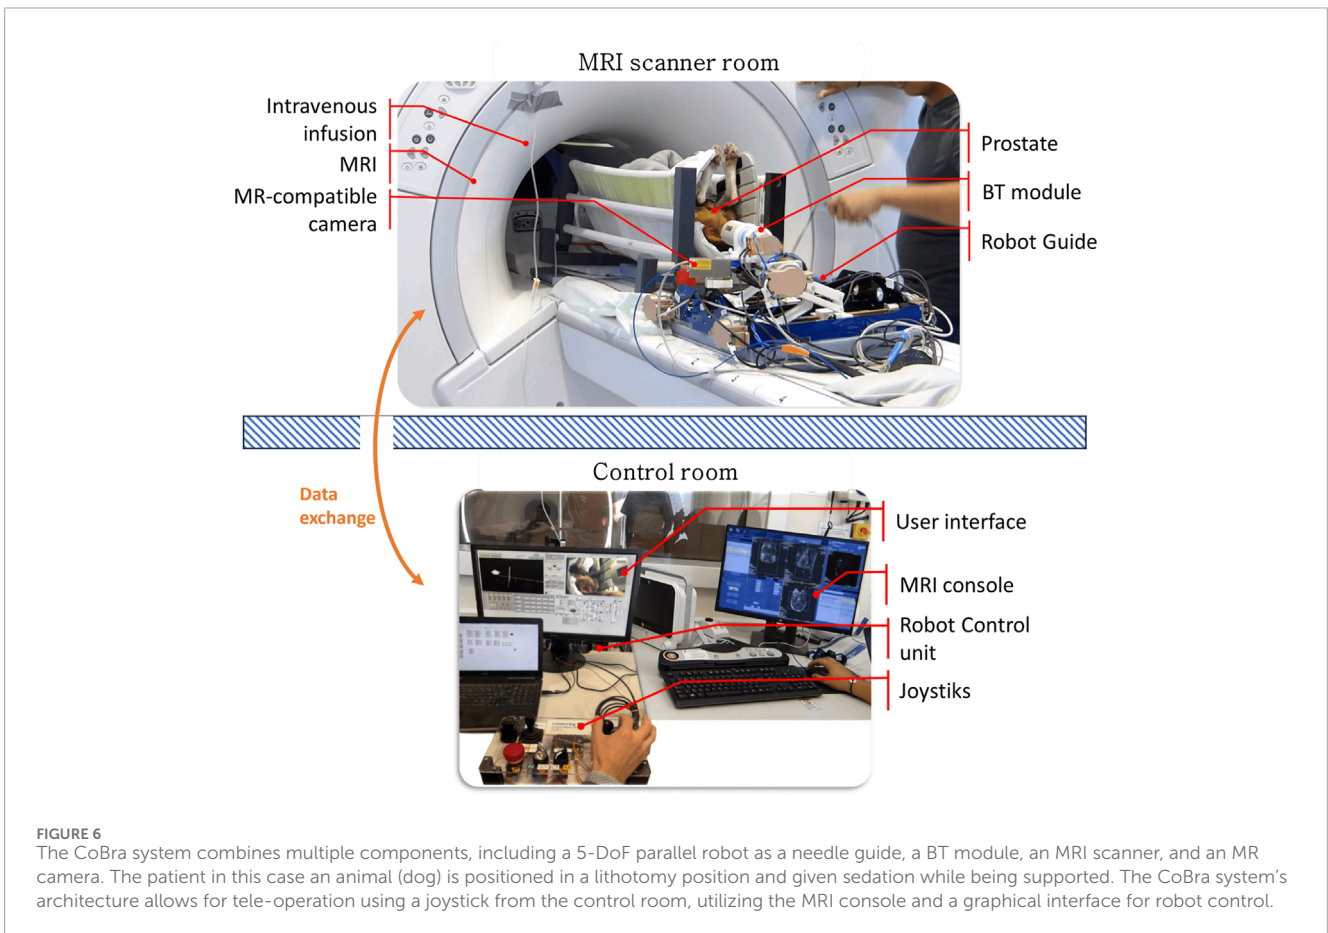 MRI scanner room
Intravenous
infusion
MRI
MR-compatible
camera
Prostate
BT module
Robot Guide
Data
exchange
Control room
User interface
MRI console
Robot Control
unit
Joystiks
FIGURE 6
The CoBra system combines multiple components, including a 5-DoF parallel robot as a needle guide, a BT module, an MRI scanner, and an MR
camera. The patient in this case an animal (dog) is positioned in a lithotomy position and given sedation while being supported. The CoBra system's
architecture allows for tele-operation using a joystick from the control room, utilizing the MRI console and a graphical interface for robot control.